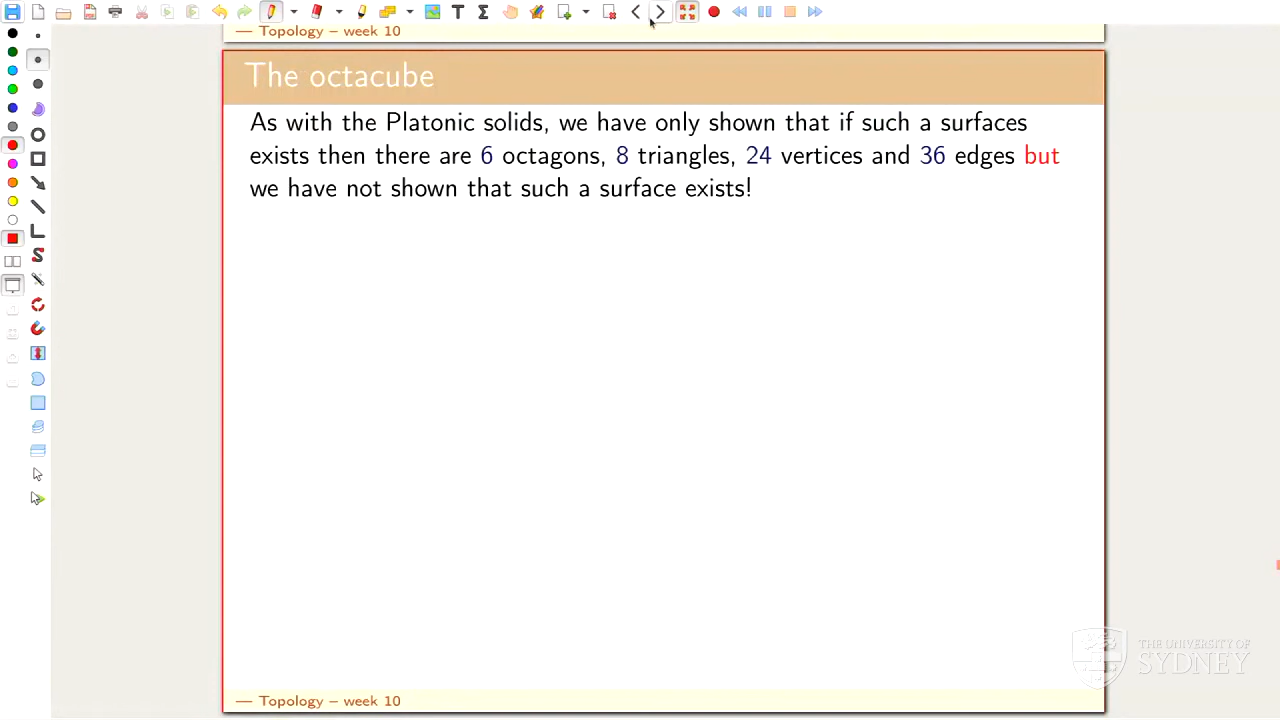 — Topology – week 10
The octacube
As with the Platonic solids, we have only shown that if such a surfaces
exists then there are 6 octagons, 8 triangles, 24 vertices and 36 edges but
we have not shown that such a surface exists!
THE UNIVERSITY OF
SYDNEY
— Topology – week 10